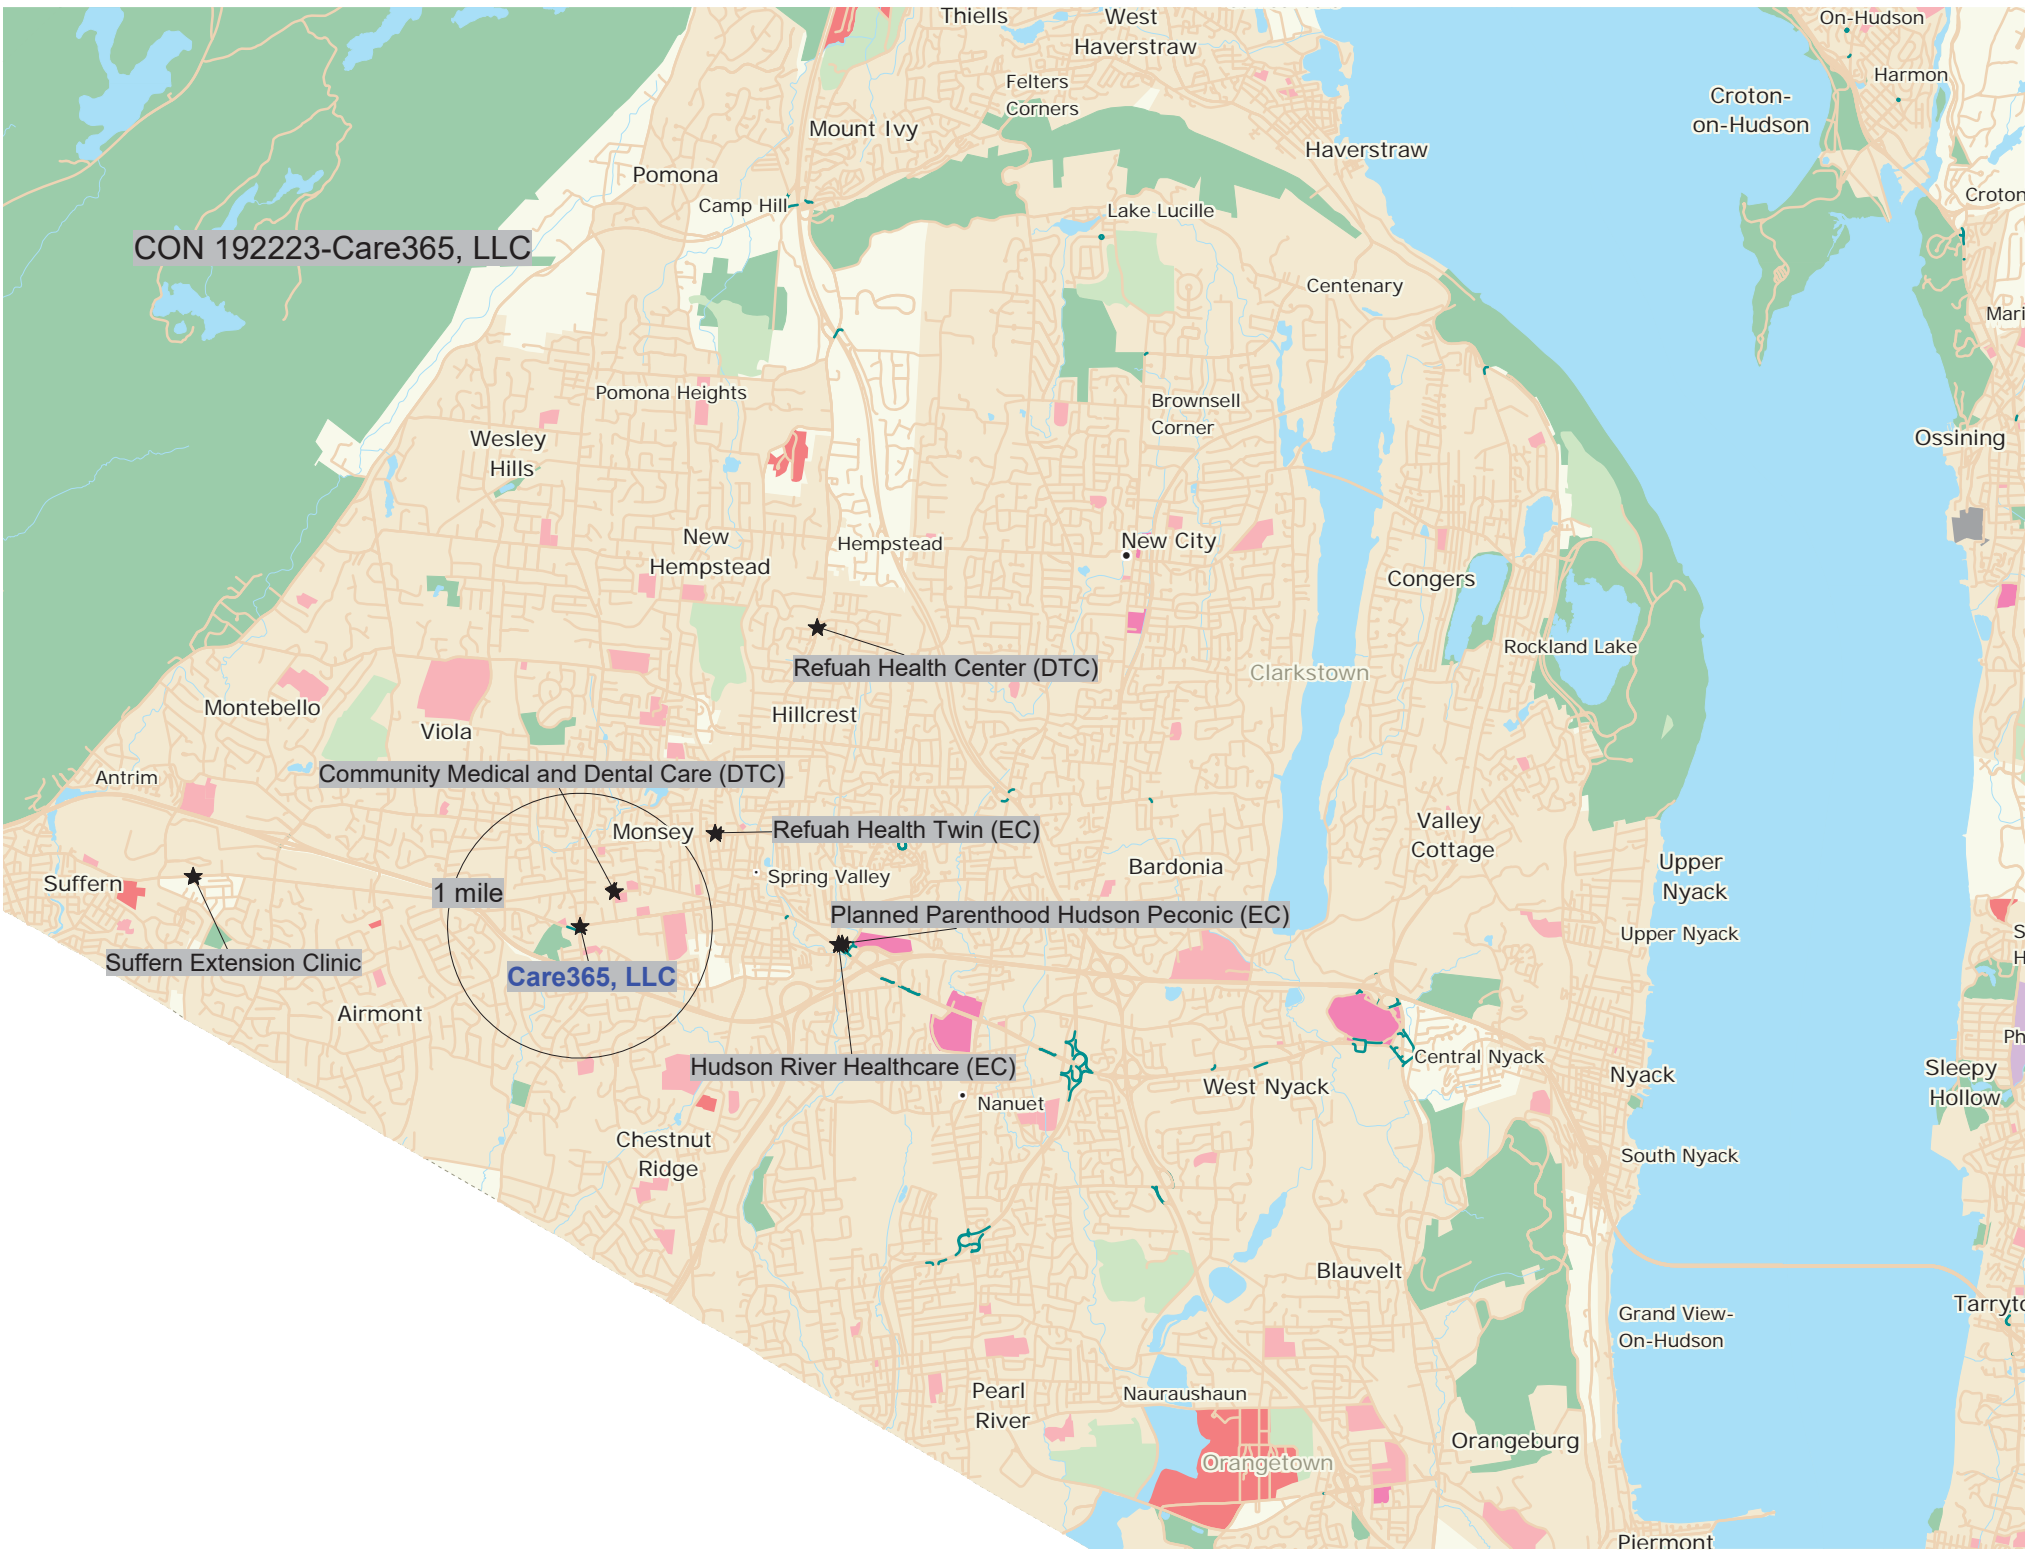 Thiells
West
Haverstraw
On-Hudson
Harmon
Felters
Corners
Croton-
on-Hudson
Mount Ivy
Haverstraw
Pomona
Camp Hill
Lake Lucille
Croton
CON 192223-Care365, LLC
Centenary
Mari
Pomona Heights
Brownsell
Corner
Wesley
Hills
Ossining
New
Hempstead
Hempstead
New City
Congers
Rockland Lake
Refuah Health Center (DTC)
Clarkstown
Montebello
Hillcrest
Viola
Antrim
Community Medical and Dental Care (DTC)
Monsey
Refuah Health Twin (EC)
Valley
Cottage
Bardonia
Upper
Nyack
Suffern
1 mile
Spring Valley
Planned Parenthood Hudson Peconic (EC)
Upper Nyack
S
H
Suffern Extension Clinic
Care365, LLC
Airmont
Ph
Central Nyack
Hudson River Healthcare (EC)
West Nyack
Nyack
Sleepy
Hollow
Nanuet
Chestnut
Ridge
South Nyack
Blauvelt
Grand View-
On-Hudson
Tarryto
Pearl
River
Nauraushaun
Orangeburg
Orangetown
Piermont